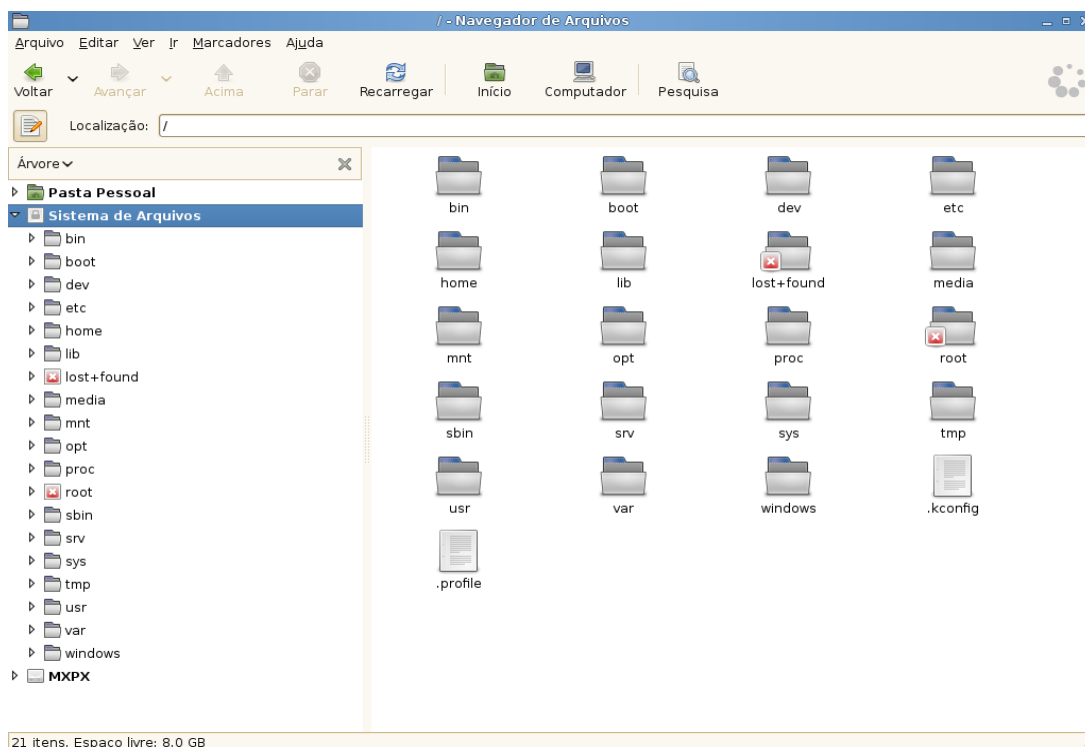 / - Navegador de Arquivos
Arquivo Editar Ver Ir Marcadores Ajuda
Voltar Avançar Acima Parar Recarregar Início Computador Pesquisa
Localização: /
Árvore
Pasta Pessoal
Sistema de Arquivos
bin
boot
dev
etc
home
lib
lost+found
media
mnt
opt
proc
root
sbin
srv
sys
tmp
usr
var
windows
MXPX
bin boot dev etc
home lib lost+found media
mnt opt proc root
sbin srv sys tmp
usr var windows .kconfig
.profile
21 itens, Espaço livre: 8,0 GB